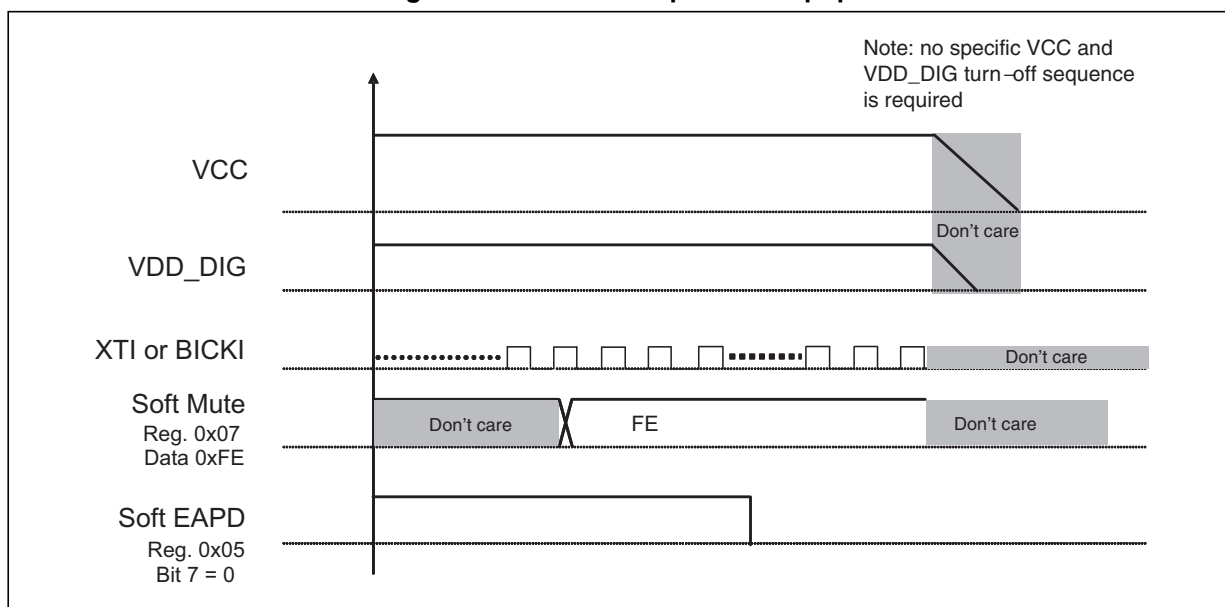 Note: no specific VCC and
VDD_DIG turn–off sequence
is required
VCC
Don't care
VDD_DIG
XTI or BICKI
Don't care
Soft Mute
Reg. 0x07
Data 0xFE
Don't care
FE
Don't care
Soft EAPD
Reg. 0x05
Bit 7 = 0